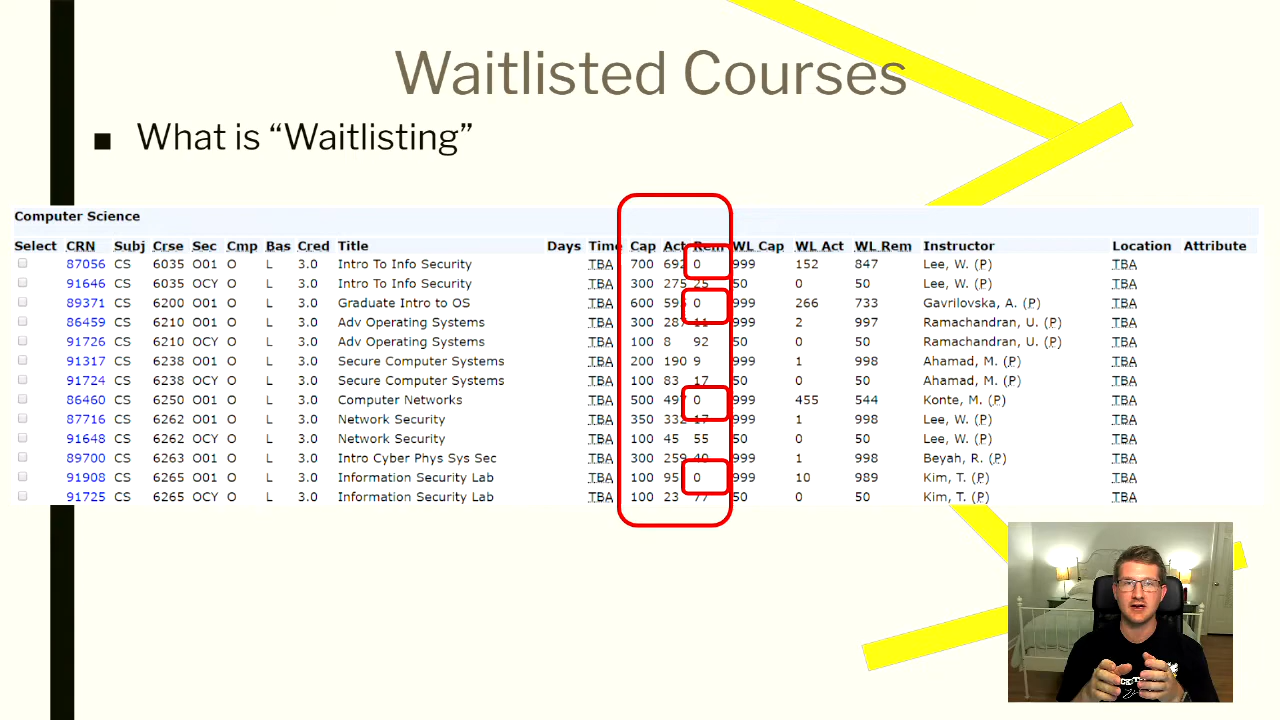 Waitlisted Courses
■ What is “Waitlisting”
Computer Science
Select CRN Subj Crse Sec Cmp Bas Cred Title Days Time Cap Act Rem WL Cap WL Act WL Rem Instructor Location Attribute
87056 CS 6035 O01 O L 3.0 Intro To Info Security TBA 700 692 0 999 152 847 Lee, W. (P) TBA
91646 CS 6035 OCY O L 3.0 Intro To Info Security TBA 300 275 25 50 0 50 Lee, W. (P) TBA
89371 CS 6200 O01 O L 3.0 Graduate Intro to OS TBA 600 595 0 999 266 733 Gavrilovska, A. (P) TBA
86459 CS 6210 O01 O L 3.0 Adv Operating Systems TBA 300 287 11 999 2 997 Ramachandran, U. (P) TBA
91726 CS 6210 OCY O L 3.0 Adv Operating Systems TBA 100 8 92 50 0 50 Ramachandran, U. (P) TBA
91317 CS 6238 O01 O L 3.0 Secure Computer Systems TBA 200 190 9 999 1 998 Ahamad, M. (P) TBA
91724 CS 6238 OCY O L 3.0 Secure Computer Systems TBA 100 83 17 50 0 50 Ahamad, M. (P) TBA
86460 CS 6250 O01 O L 3.0 Computer Networks TBA 500 497 0 999 455 544 Konte, M. (P) TBA
87716 CS 6262 O01 O L 3.0 Network Security TBA 350 332 17 999 1 998 Lee, W. (P) TBA
91648 CS 6262 OCY O L 3.0 Network Security TBA 100 45 55 50 0 50 Lee, W. (P) TBA
89700 CS 6263 O01 O L 3.0 Intro Cyber Phys Sys Sec TBA 300 259 40 999 1 998 Beyah, R. (P) TBA
91908 CS 6265 O01 O L 3.0 Information Security Lab TBA 100 95 0 999 10 989 Kim, T. (P) TBA
91725 CS 6265 OCY O L 3.0 Information Security Lab TBA 100 23 77 50 0 50 Kim, T. (P) TBA